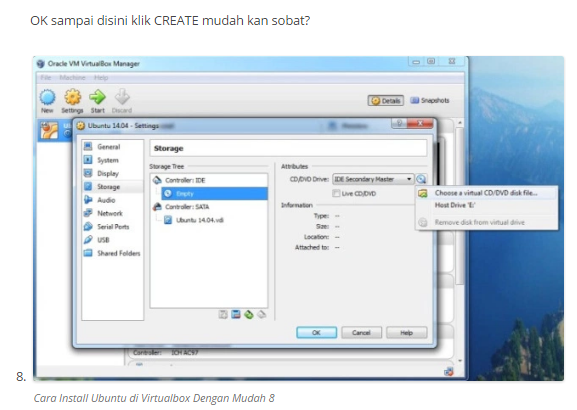 OK sampai disini klik CREATE mudah kan sobat?
Oracle VM VirtualBox Manager
File Machine Help
New Settings Start Discard
Details Snapshots
Ubuntu 14.04 - Settings
General
System
Display
Storage
Audio
Network
Serial Ports
USB
Shared Folders
Storage
Storage Tree
Controller: IDE
Empty
Controller: SATA
Ubuntu 14.04.vdi
Attributes
CD/DVD Drive: IDE Secondary Master
Live CD/DVD
Information
Type: --
Size: --
Location: --
Attached to: --
Choose a virtual CD/DVD disk file...
Host Drive 'E:'
Remove disk from virtual drive
OK Cancel Help
Controller: ICH AC97
8.
Cara Install Ubuntu di Virtualbox Dengan Mudah 8